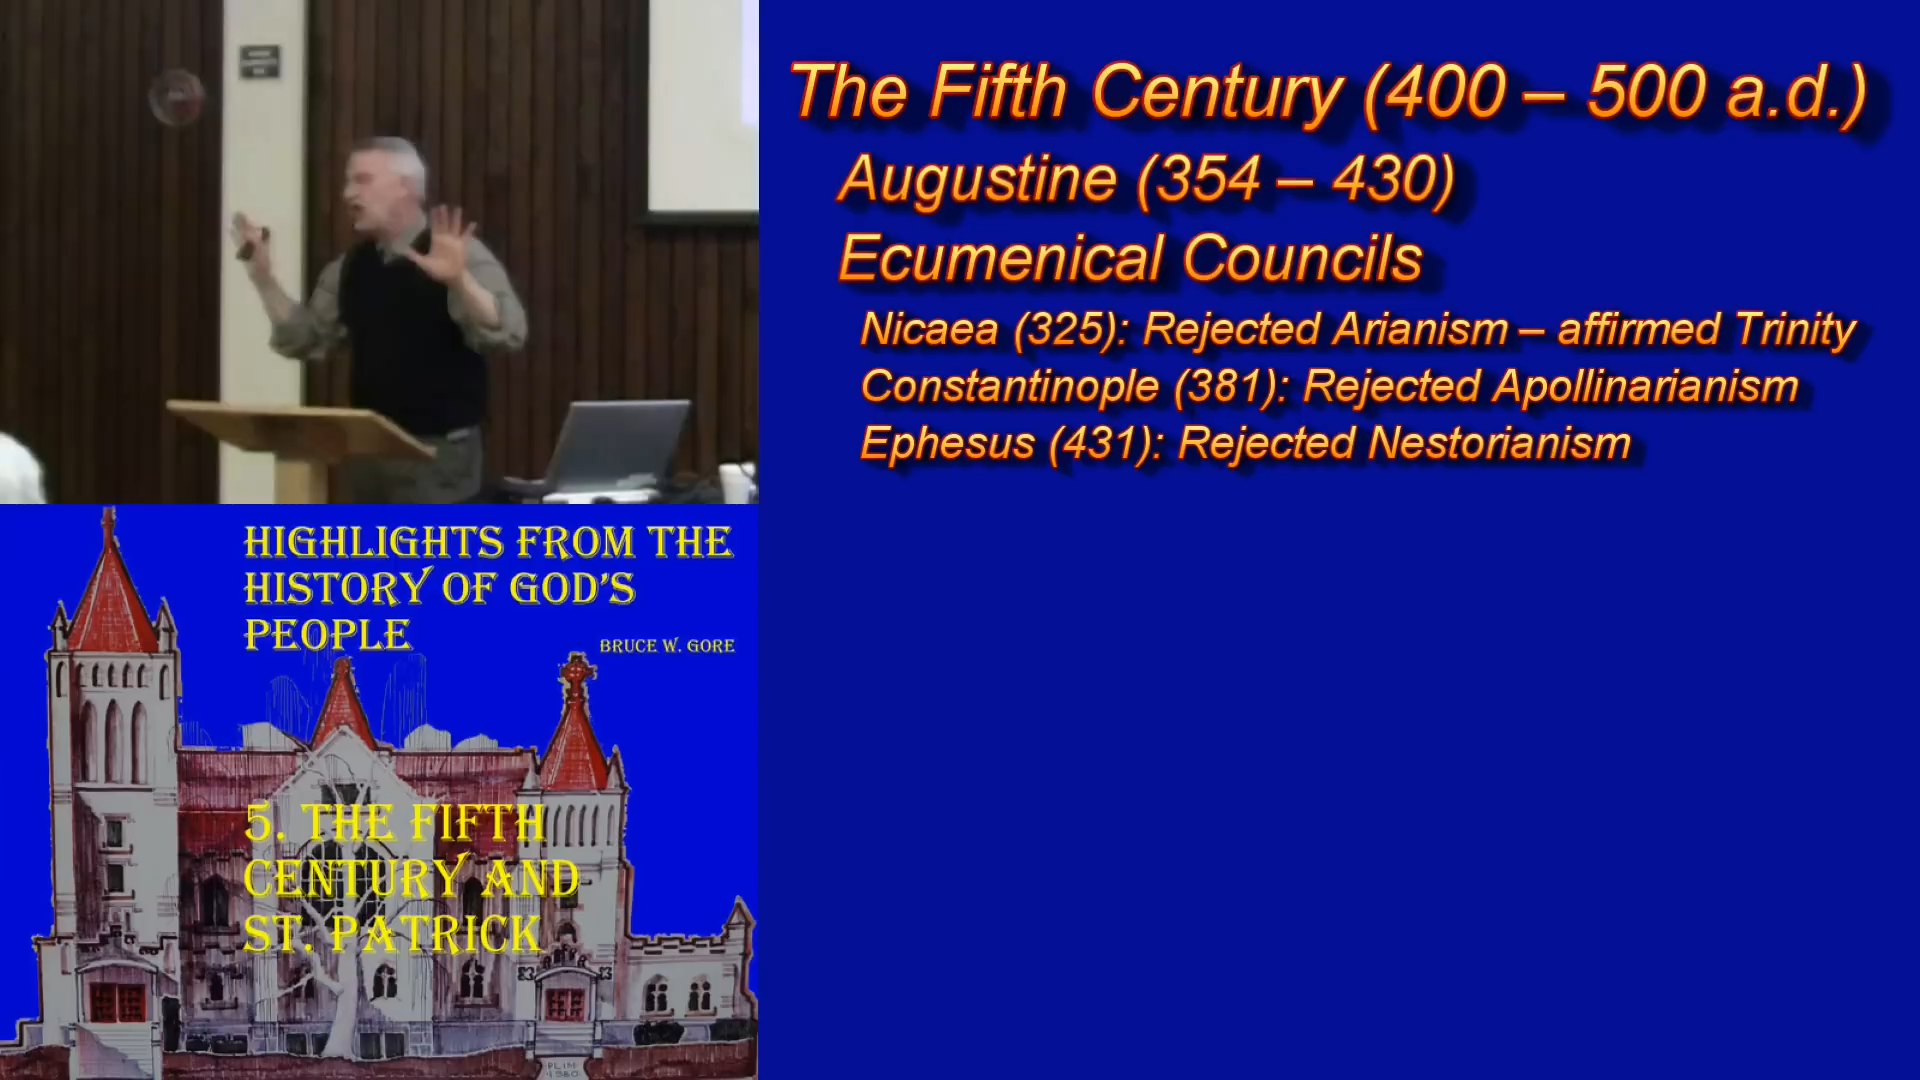 The Fifth Century (400 – 500 a.d.)
Augustine (354 – 430)
Ecumenical Councils
Nicaea (325): Rejected Arianism – affirmed Trinity
Constantinople (381): Rejected Apollinarianism
Ephesus (431): Rejected Nestorianism
HIGHLIGHTS FROM THE
HISTORY OF GOD'S
PEOPLE
BRUCE W. GORE
5. THE FIFTH
CENTURY AND
ST. PATRICK